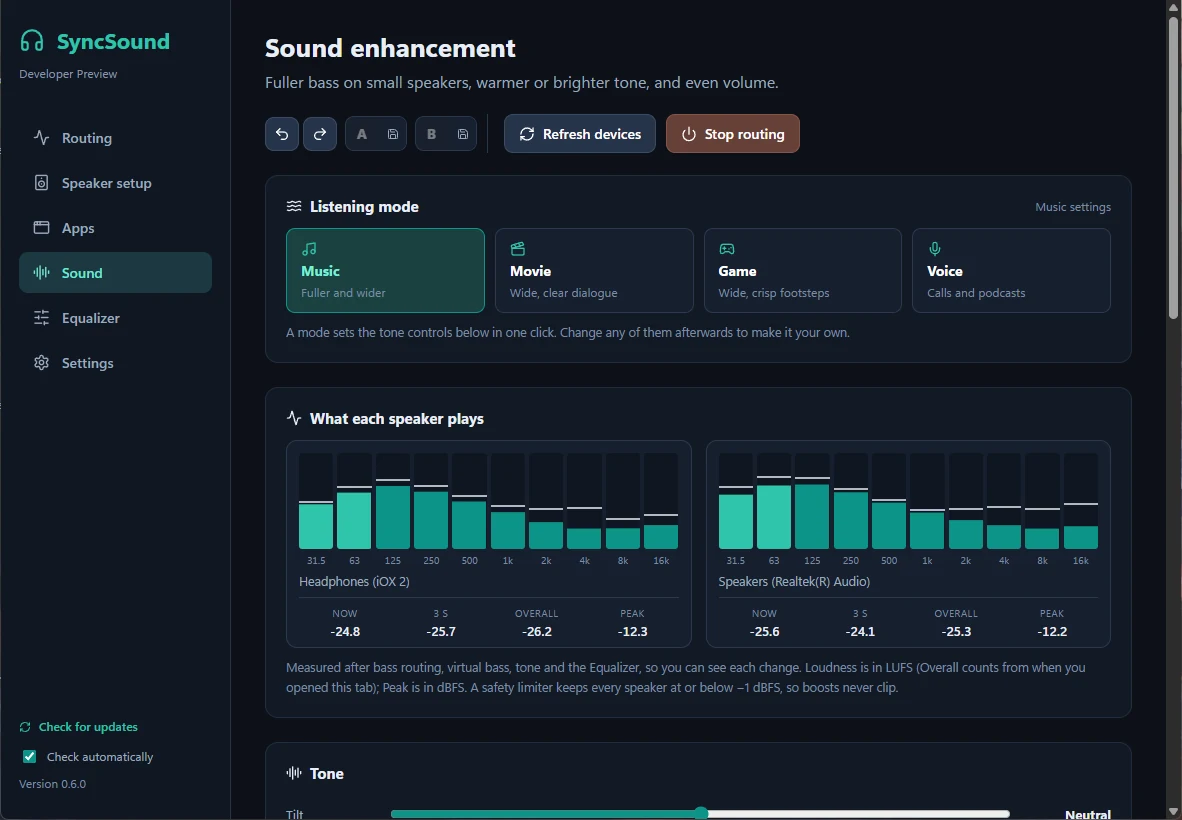 SyncSound
Developer Preview
Routing
Speaker setup
Apps
Sound
Equalizer
Settings
Check for updates
Check automatically
Version 0.6.0
Sound enhancement
Fuller bass on small speakers, warmer or brighter tone, and even volume.
A B Refresh devices Stop routing
Listening mode Music settings
Music
Fuller and wider
Movie
Wide, clear dialogue
Game
Wide, crisp footsteps
Voice
Calls and podcasts
A mode sets the tone controls below in one click. Change any of them afterwards to make it your own.
What each speaker plays
31.5 63 125 250 500 1k 2k 4k 8k 16k
Headphones (iOX 2)
NOW 3 S OVERALL PEAK
-24.8 -25.7 -26.2 -12.3
31.5 63 125 250 500 1k 2k 4k 8k 16k
Speakers (Realtek(R) Audio)
NOW 3 S OVERALL PEAK
-25.6 -24.1 -25.3 -12.2
Measured after bass routing, virtual bass, tone and the Equalizer, so you can see each change. Loudness is in LUFS (Overall counts from when you
opened this tab); Peak is in dBFS. A safety limiter keeps every speaker at or below −1 dBFS, so boosts never clip.
Tone
Tilt Neutral